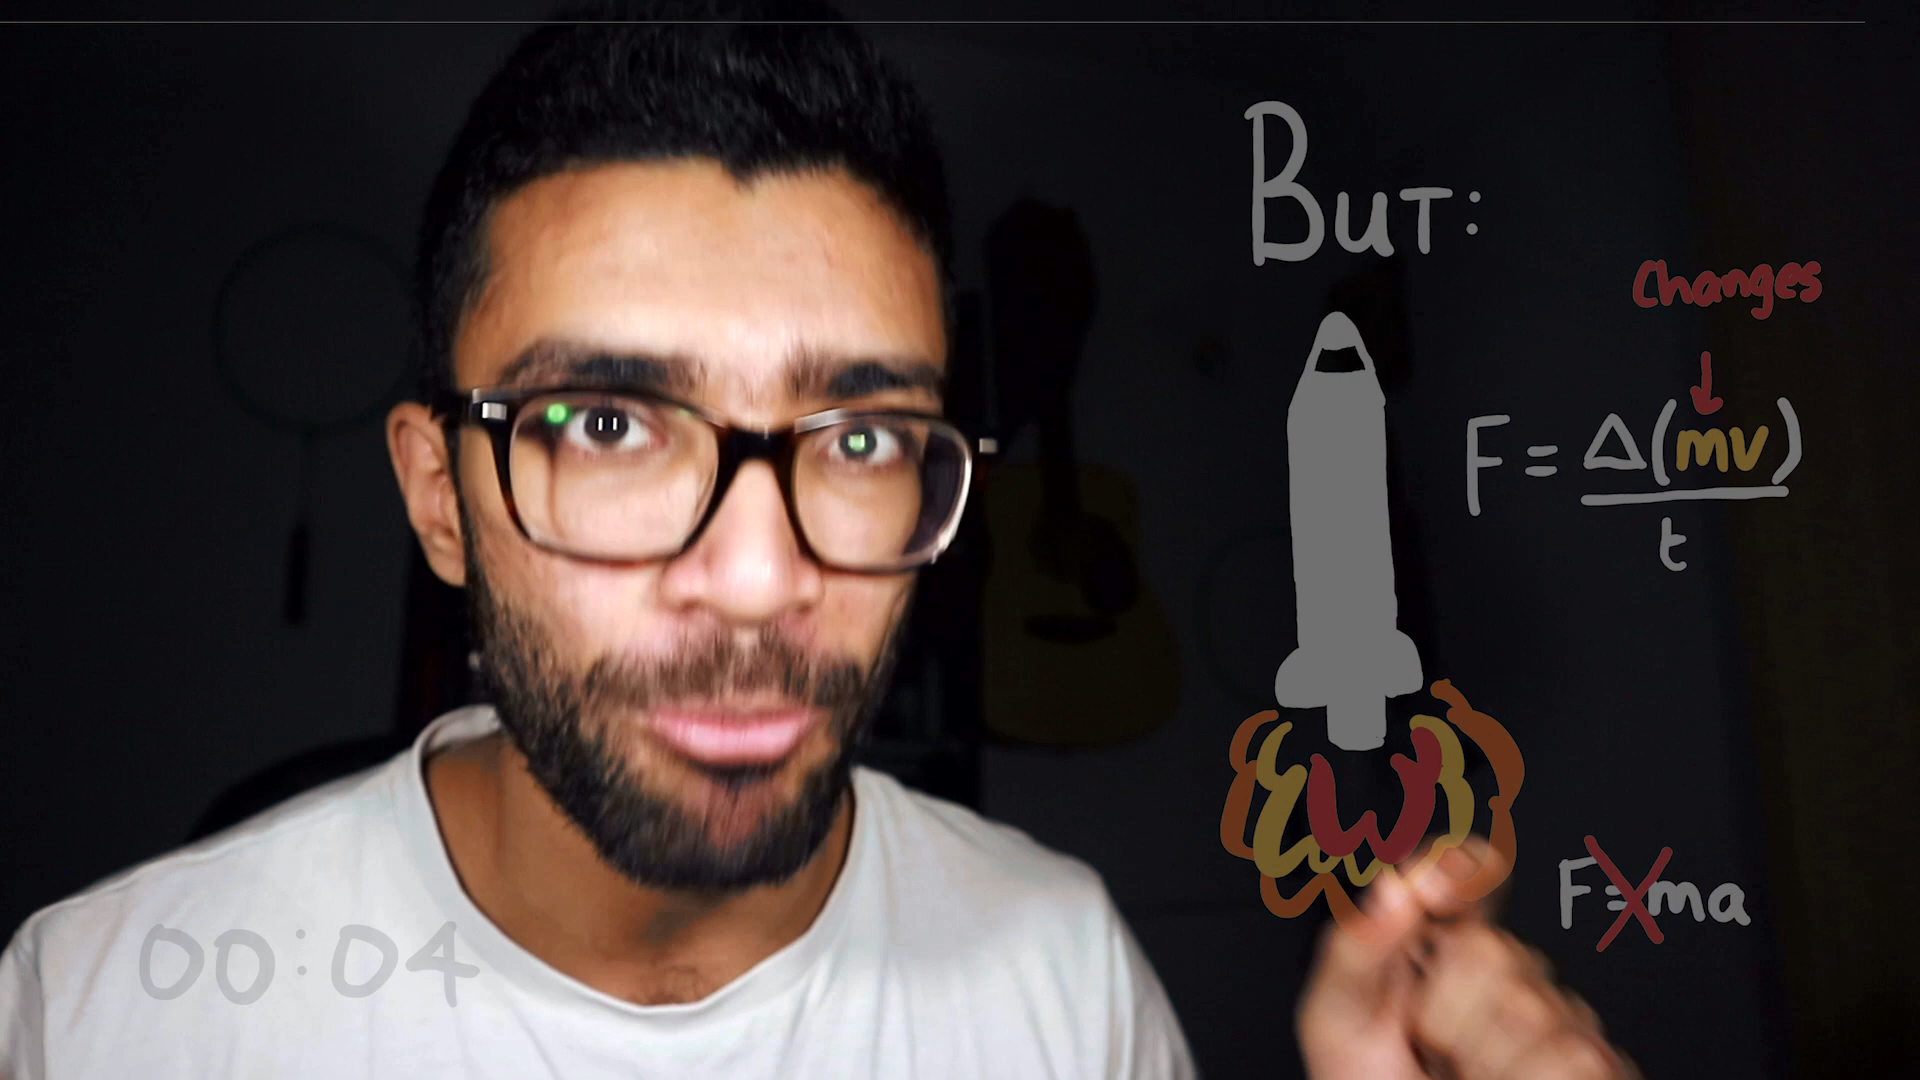 But:
Changes
↓
F = Δ(mv)
t
F=ma
00:04